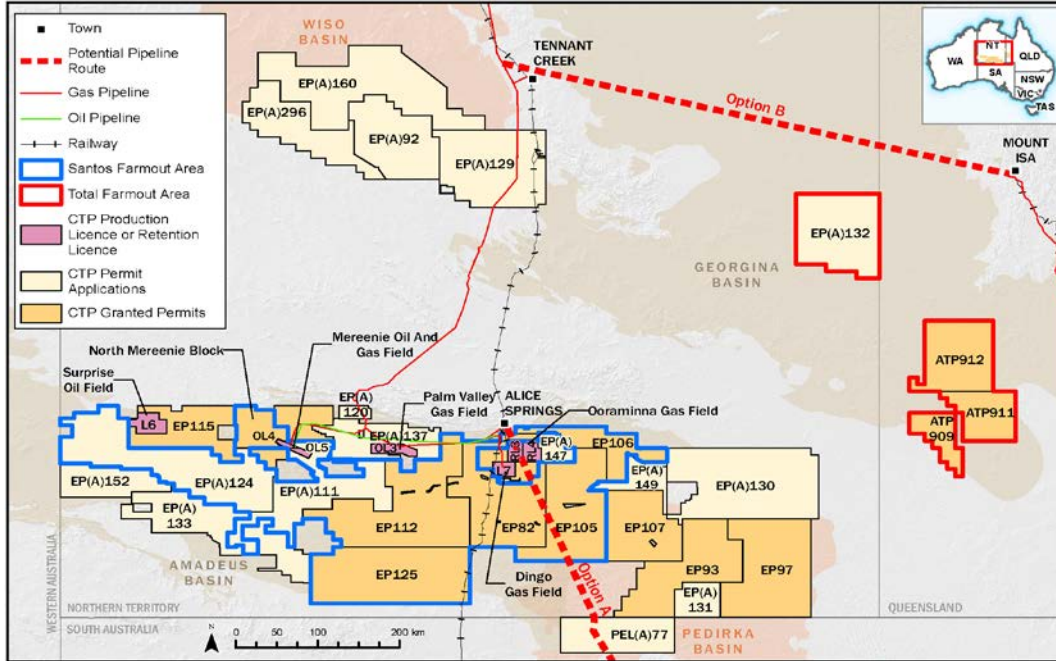 Town
Potential Pipeline
Route
Gas Pipeline
Oil Pipeline
Railway
Santos Farmout Area
Total Farmout Area
CTP Production
Licence or Retention
Licence
CTP Permit
Applications
CTP Granted Permits
WISO
BASIN
EP(A)160
EP(A)296
EP(A)92
EP(A)129
TENNANT
CREEK
Option B
MOUNT
ISA
WA
NT
QLD
SA
NSW
VIC
TAS
EP(A)132
GEORGINA
BASIN
ATP912
ATP911
ATP
909
North Mereenie Block
Mereenie Oil And
Gas Field
Surprise
Oil Field
EP(A)
120
Palm Valley
Gas Field
ALICE
SPRINGS
Ooraminna Gas Field
L6
EP115
OL4
OL5
EP(A)137
OL3
RL3
RL4
EP(A)
147
EP106
L7
EP(A)152
EP(A)124
EP(A)111
EP(A)
133
EP112
EP82
EP105
EP(A)
149
EP(A)130
EP107
EP125
EP93
EP97
EP(A)
131
AMADEUS
BASIN
Dingo
Gas Field
Option A
PEL(A)77
PEDIRKA
BASIN
WESTERN AUSTRALIA
NORTHERN TERRITORY
SOUTH AUSTRALIA
QUEENSLAND
N
0 50 100 200 km